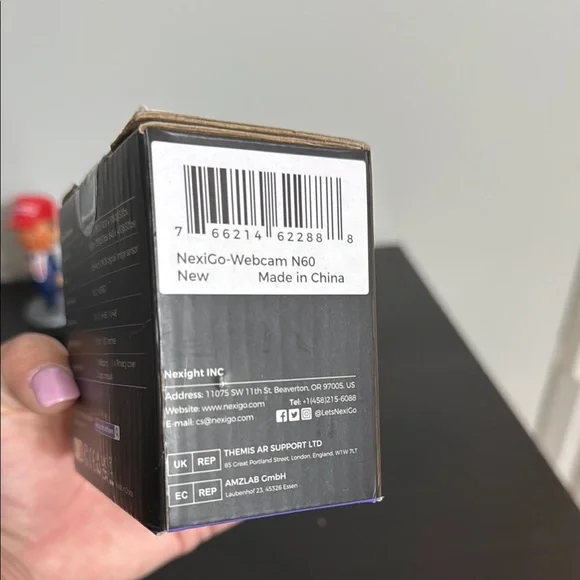 7 66214 62288 8
NexiGo-Webcam N60
New Made in China
Nexight INC
Address: 11075 SW 11th St. Beaverton, OR 97005. US
Website: www.nexigo.com Tel: +1(458)215-6088
E-mail: cs@nexigo.com @LetsNexiGo
UK REP THEMIS AR SUPPORT LTD
85 Great Portland Street, London, England, W1W 7LT
EC REP AMZLAB GmbH
Laubenhof 23, 45326 Essen